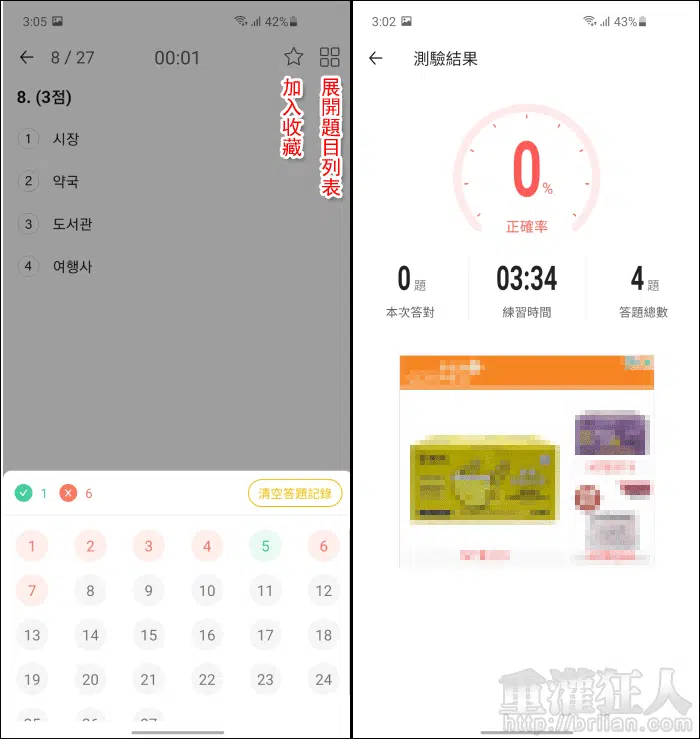 3:05
42%
8 / 27
00:01
加入收藏
展開題目列表
8. (3점)
1 시장
2 약국
3 도서관
4 여행사
1
6
清空答題記錄
1 2 3 4 5 6
7 8 9 10 11 12
13 14 15 16 17 18
19 20 21 22 23 24
25 26 27
3:02
43%
測驗結果
0%
正確率
0題
03:34
4題
本次答對
練習時間
答題總數
重灌狂人
http://briian.com